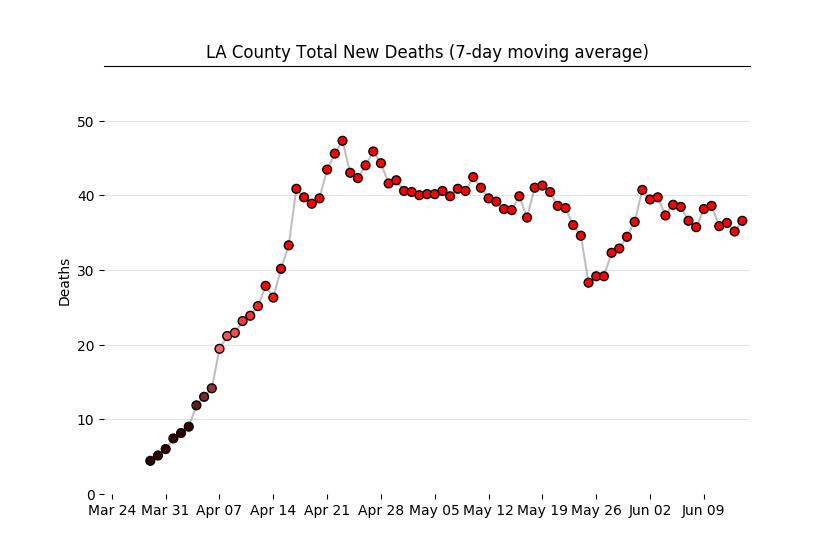 LA County Total New Deaths (7-day moving average)
50
40
30
20
10
0
Deaths
Mar 24 Mar 31 Apr 07 Apr 14 Apr 21 Apr 28 May 05 May 12 May 19 May 26 Jun 02 Jun 09